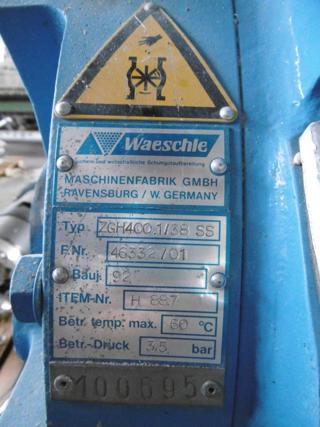 Waeschle
MASCHINENFABRIK GMBH
RAVENSBURG / W. GERMANY
Typ. ZGH400.1/38 SS
F.Nr. 46332/01
Bauj. 92
ITEM-Nr. H 887
Betr. temp. max. 60 °C
Betr.-Druck 3,5 bar
100695